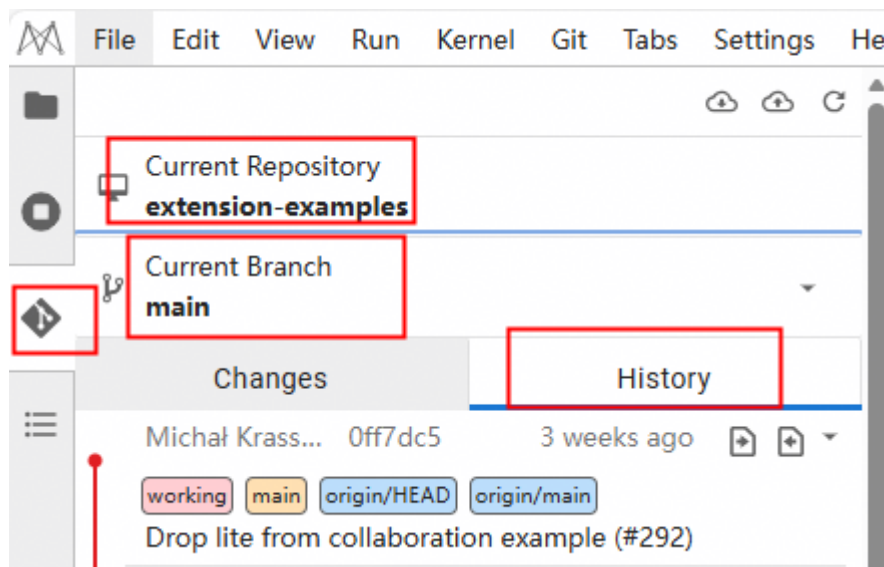 File Edit View Run Kernel Git Tabs Settings He
Current Repository
extension-examples
Current Branch
main
Changes History
Michał Krass... 0ff7dc5 3 weeks ago
working main origin/HEAD origin/main
Drop lite from collaboration example (#292)